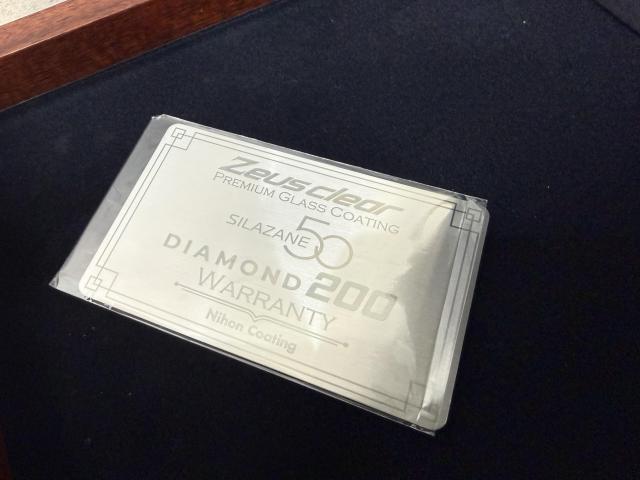 Zeusclear
PREMIUM GLASS COATING
SILAZANE 50
DIAMOND 200
WARRANTY
Nihon Coating